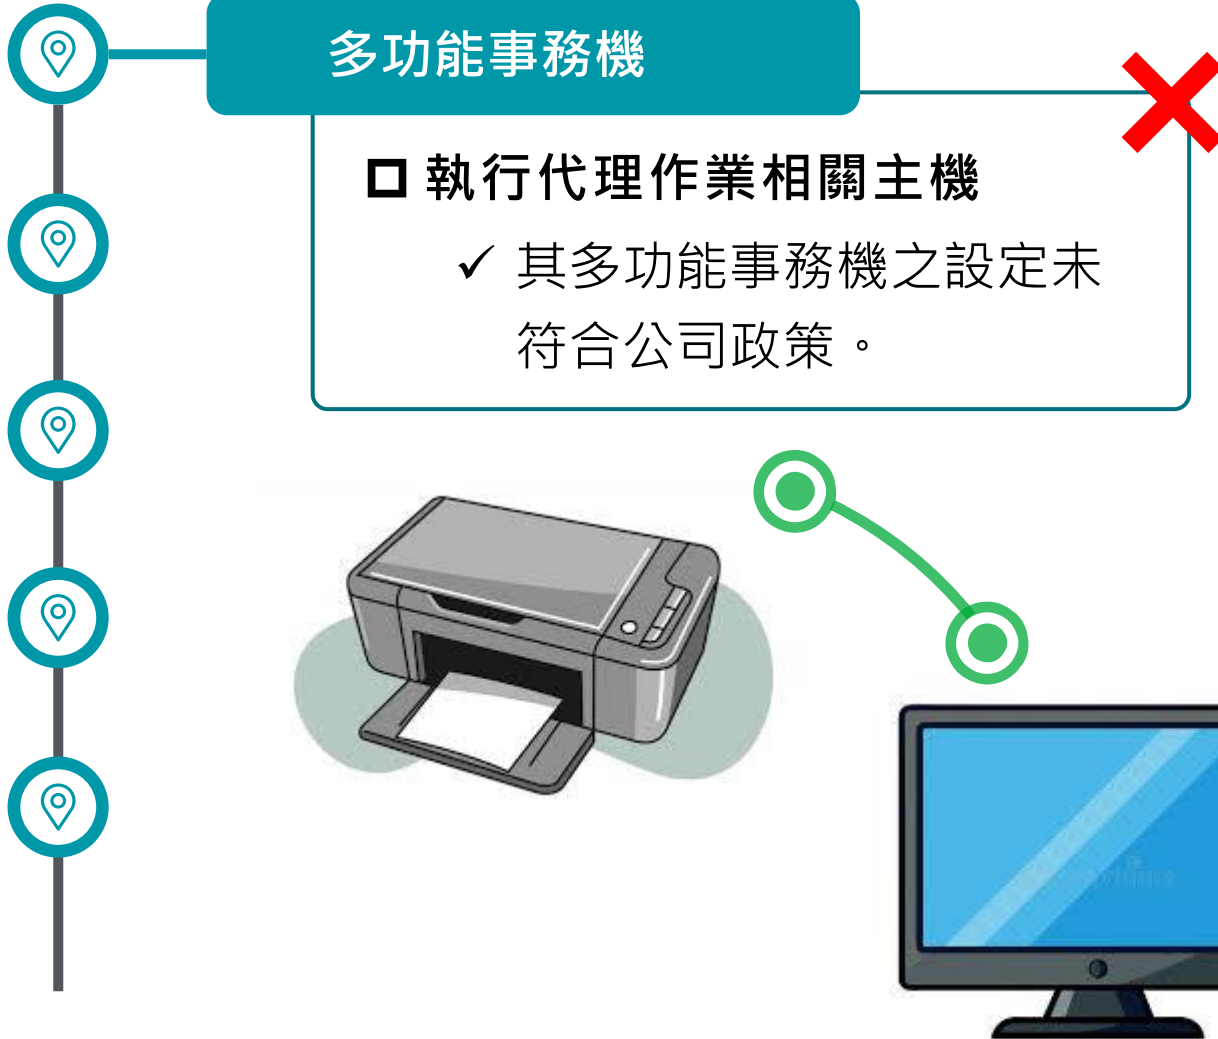 多功能事務機
執行代理作業相關主機
其多功能事務機之設定未
符合公司政策。